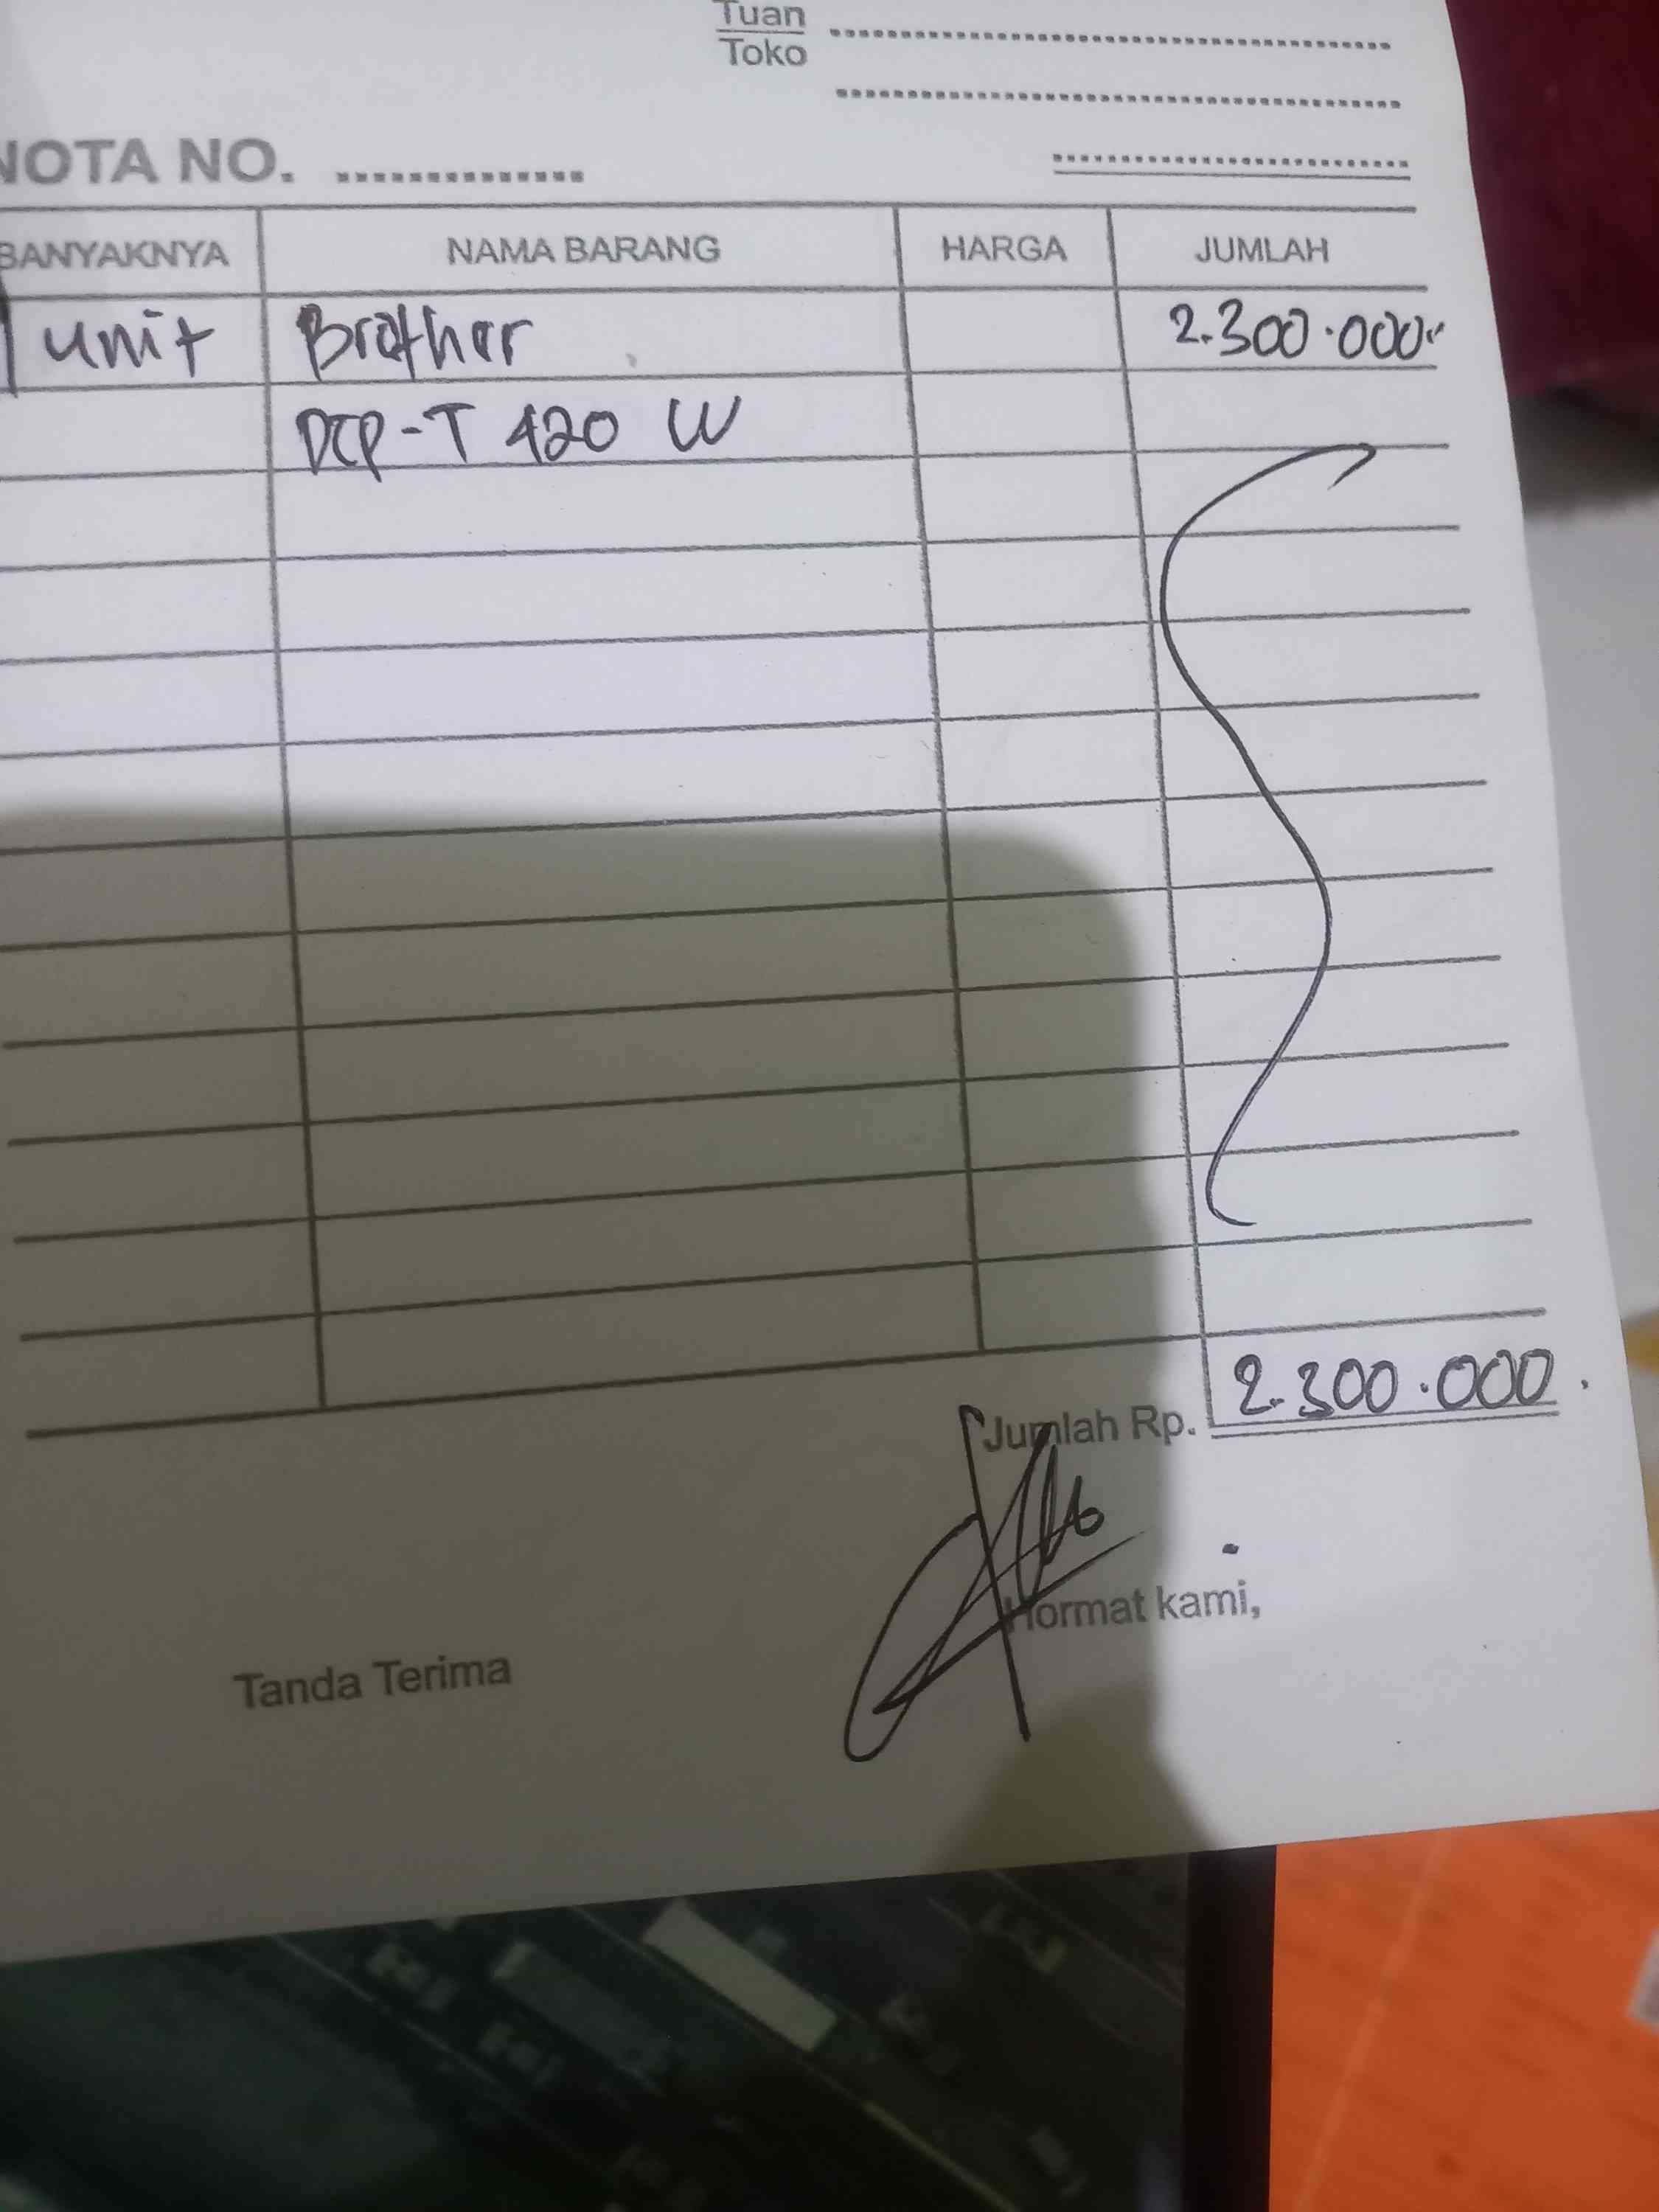 Tuan
Toko
NOTA NO.
BANYAKNYA NAMA BARANG HARGA JUMLAH
1 unit Brother 2.300.000
DCP-T 420 W
Jumlah Rp. 2.300.000
Hormat kami,
Tanda Terima